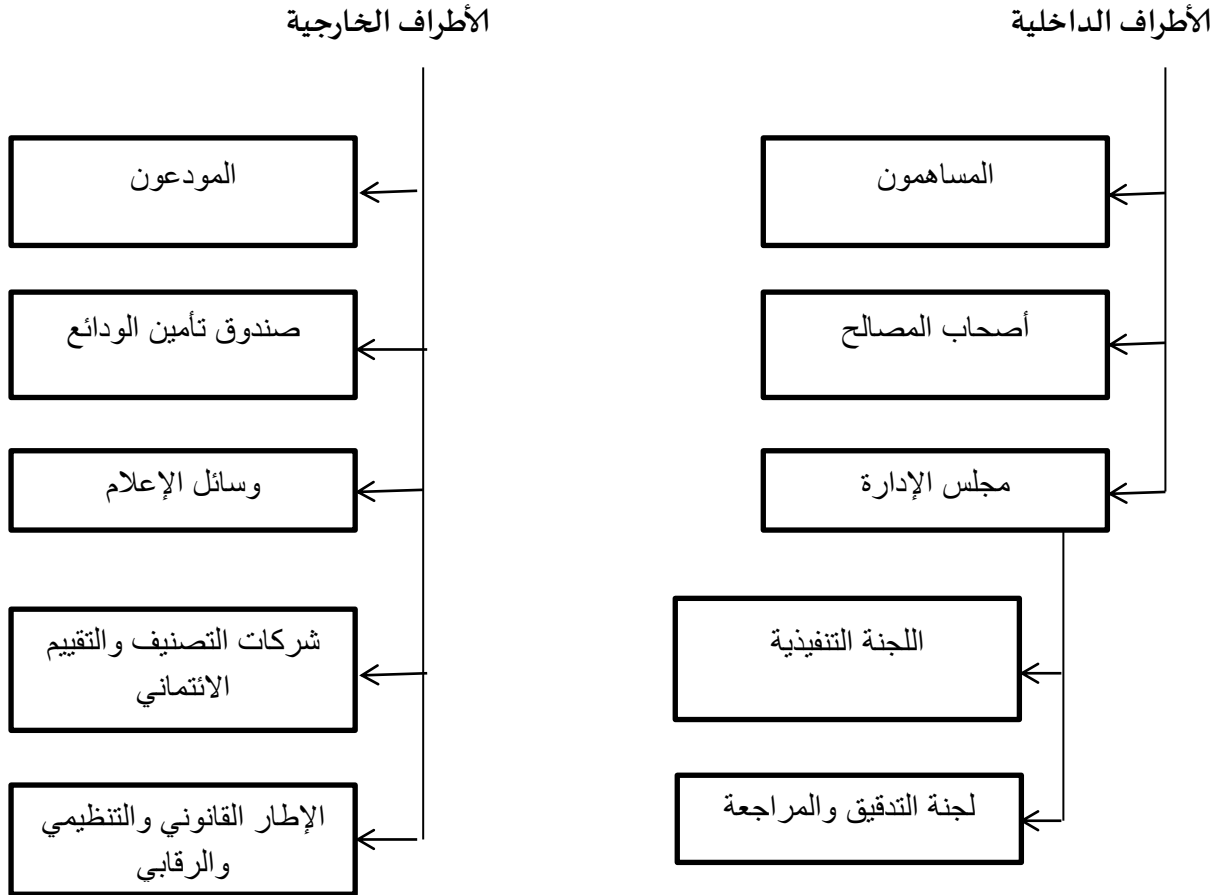 الأطراف الداخلية
المساهمون
أصحاب المصالح
مجلس الإدارة
اللجنة التنفيذية
لجنة التدقيق والمراجعة
الأطراف الخارجية
المودعون
صندوق تأمين الودائع
وسائل الإعلام
شركات التصنيف والتقييم
الائتماني
الإطار القانوني والتنظيمي
والرقابي